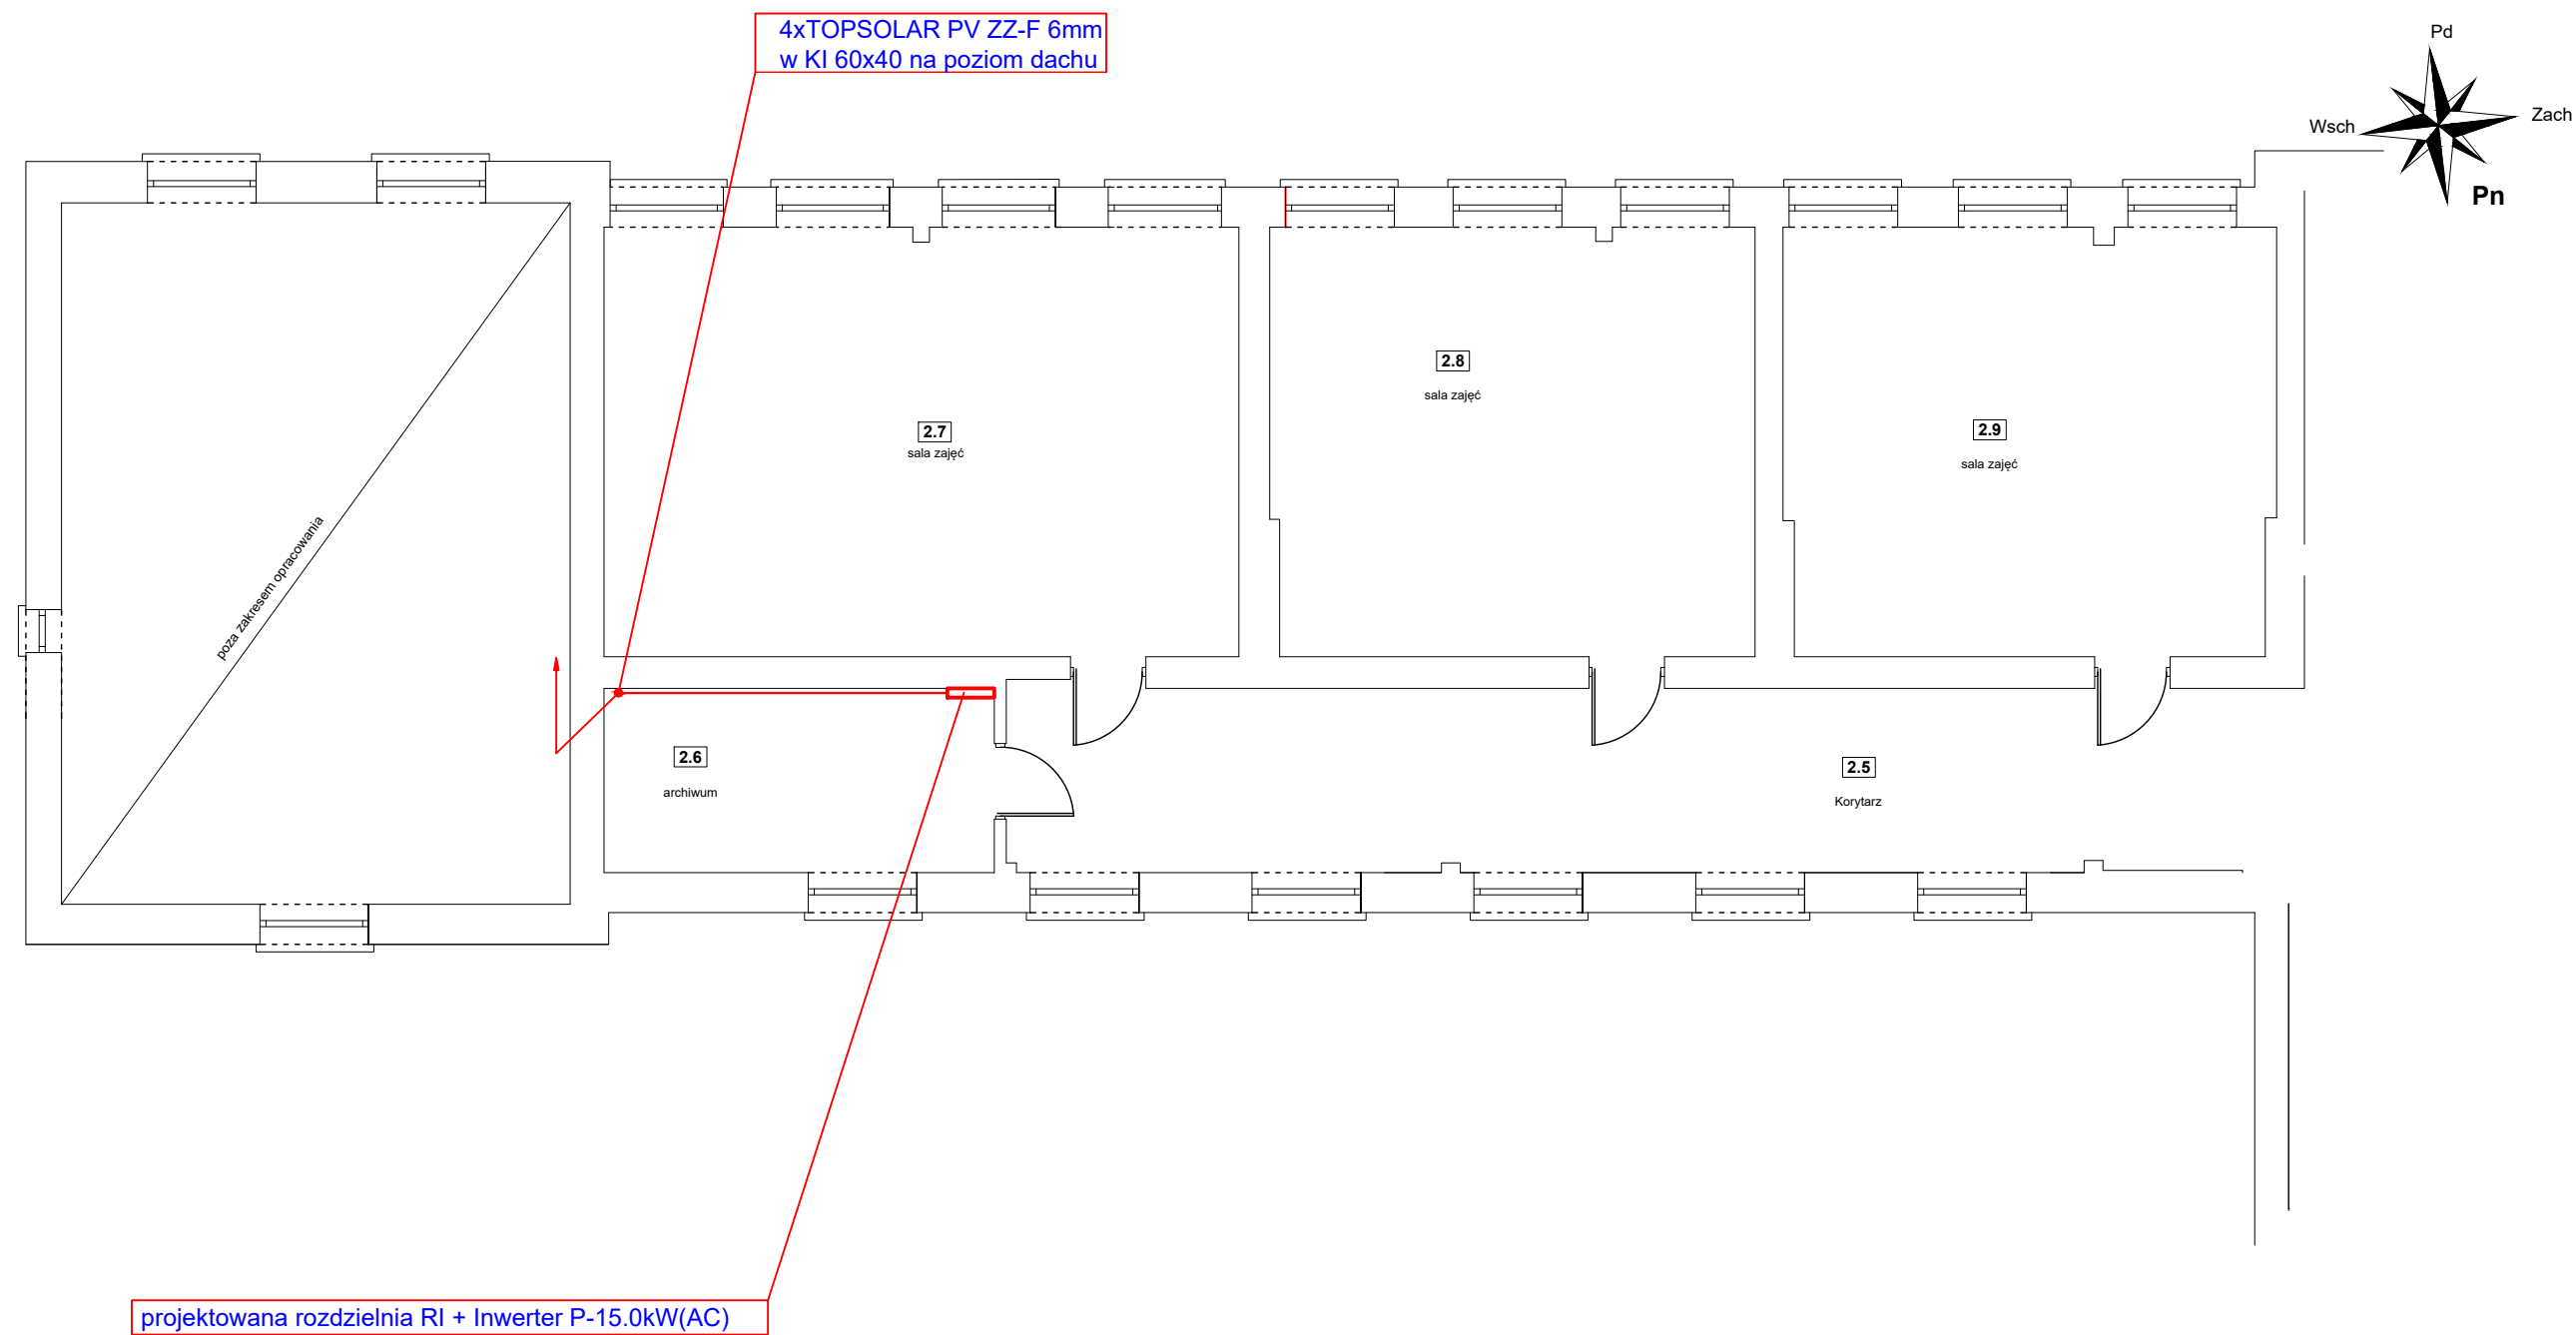 4xTOPSOLAR PV ZZ-F 6mm
w KI 60x40 na poziom dachu
Pd
Wsch
Zach
Pn
2.8
sala zajęć
2.7
sala zajęć
2.9
sala zajęć
poza zakresem opracowania
2.6
archiwum
2.5
Korytarz
projektowana rozdzielnia RI + Inwerter P-15.0kW(AC)